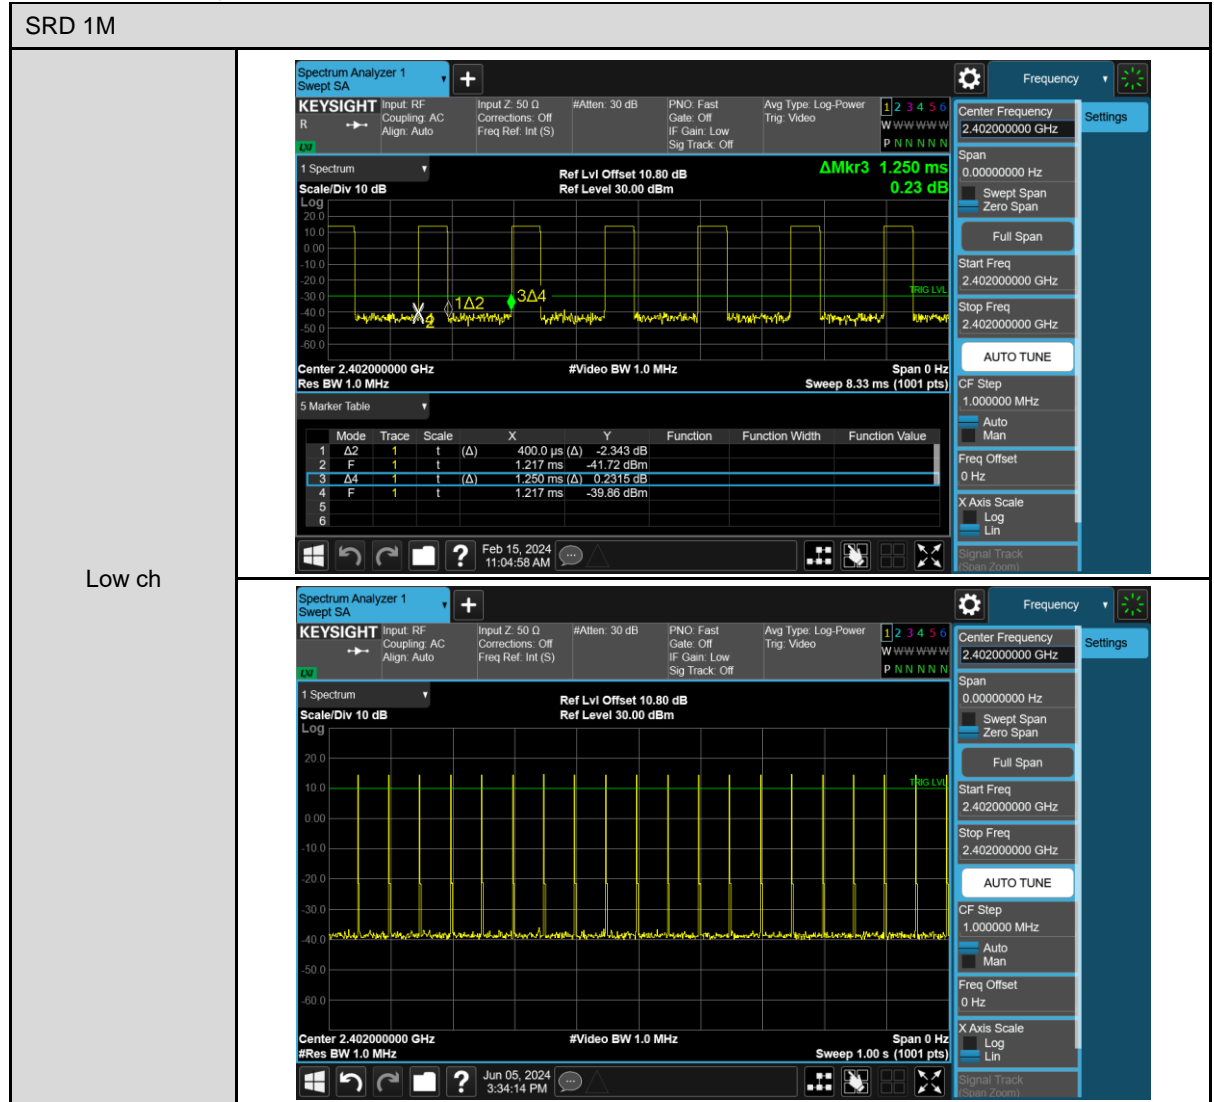 SRD 1M
Low ch
Spectrum Analyzer 1
Swept SA
Frequency
KEYSIGHT
R
LXI
Input: RF
Coupling: AC
Align: Auto
Input Z: 50 Ω
Corrections: Off
Freq Ref: Int (S)
#Atten: 30 dB
PNO: Fast
Gate: Off
IF Gain: Low
Sig Track: Off
Avg Type: Log-Power
Trig: Video
1 2 3 4 5 6
W W W W W W
P N N N N N
1 Spectrum
Scale/Div 10 dB
Ref Lvl Offset 10.80 dB
Ref Level 30.00 dBm
ΔMkr3 1.250 ms
0.23 dB
Log
20.0
10.0
0.00
-10.0
-20.0
-30.0
-40.0
-50.0
-60.0
TRIG LVL
1Δ2
3Δ4
Center 2.402000000 GHz
Res BW 1.0 MHz
#Video BW 1.0 MHz
Span 0 Hz
Sweep 8.33 ms (1001 pts)
5 Marker Table
Mode Trace Scale X Y Function Function Width Function Value
1 Δ2 1 t (Δ) 400.0 µs (Δ) -2.343 dB
2 F 1 t 1.217 ms -41.72 dBm
3 Δ4 1 t (Δ) 1.250 ms (Δ) 0.2315 dB
4 F 1 t 1.217 ms -39.86 dBm
5
6
?
Feb 15, 2024
11:04:58 AM
Center Frequency
2.402000000 GHz
Span
0.00000000 Hz
Swept Span
Zero Span
Full Span
Start Freq
2.402000000 GHz
Stop Freq
2.402000000 GHz
AUTO TUNE
CF Step
1.000000 MHz
Auto
Man
Freq Offset
0 Hz
X Axis Scale
Log
Lin
Signal Track
(Span Zoom)
Settings
Spectrum Analyzer 1
Swept SA
Frequency
KEYSIGHT
LXI
Input: RF
Coupling: AC
Align: Auto
Input Z: 50 Ω
Corrections: Off
Freq Ref: Int (S)
#Atten: 30 dB
PNO: Fast
Gate: Off
IF Gain: Low
Sig Track: Off
Avg Type: Log-Power
Trig: Video
1 2 3 4 5 6
W W W W W W
P N N N N N
1 Spectrum
Scale/Div 10 dB
Ref Lvl Offset 10.80 dB
Ref Level 30.00 dBm
Log
20.0
10.0
0.00
-10.0
-20.0
-30.0
-40.0
-50.0
-60.0
TRIG LVL
Center 2.402000000 GHz
#Res BW 1.0 MHz
#Video BW 1.0 MHz
Span 0 Hz
Sweep 1.00 s (1001 pts)
?
Jun 05, 2024
3:34:14 PM
Center Frequency
2.402000000 GHz
Span
0.00000000 Hz
Swept Span
Zero Span
Full Span
Start Freq
2.402000000 GHz
Stop Freq
2.402000000 GHz
AUTO TUNE
CF Step
1.000000 MHz
Auto
Man
Freq Offset
0 Hz
X Axis Scale
Log
Lin
Signal Track
(Span Zoom)
Settings